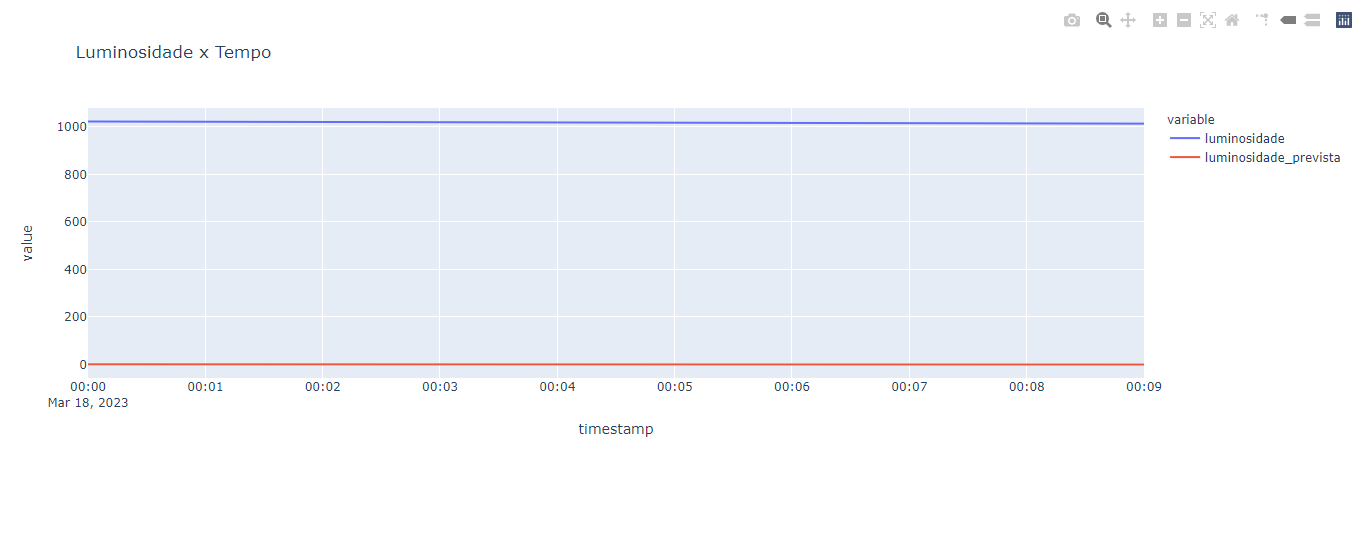 Luminosidade x Tempo
variable
luminosidade
luminosidade_prevista
value
1000
800
600
400
200
0
00:00 00:01 00:02 00:03 00:04 00:05 00:06 00:07 00:08 00:09
Mar 18, 2023
timestamp